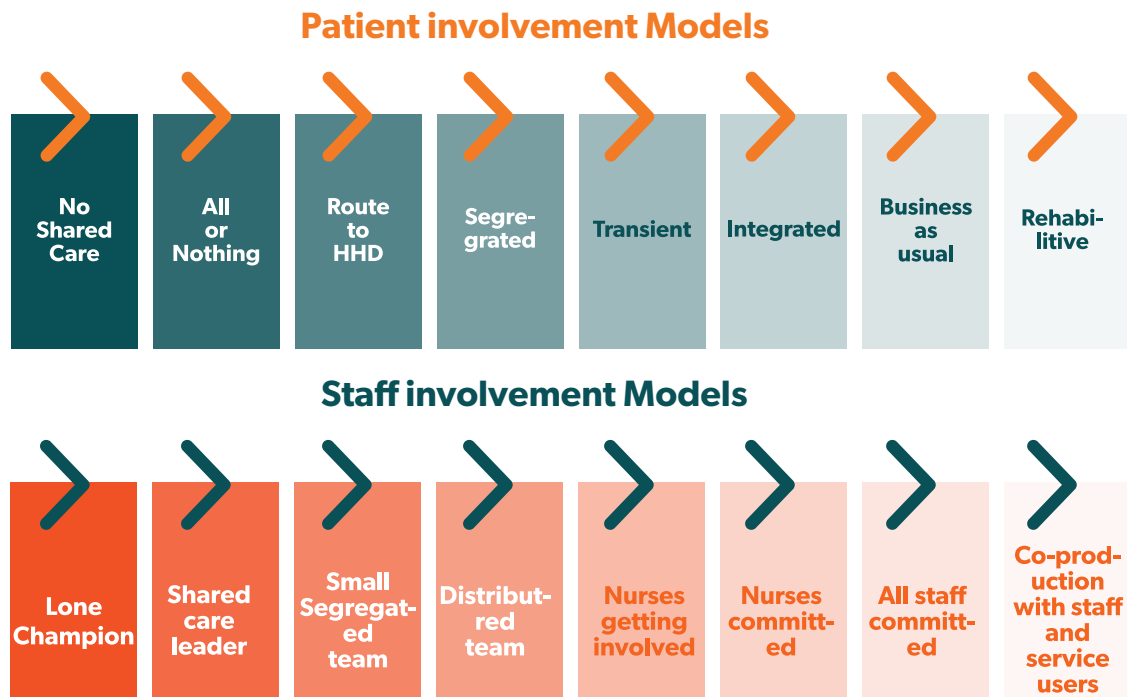 Patient involvement Models
No
Shared
Care
All
or
Nothing
Route
to
HHD
Segre-
grated
Transient
Integrated
Business
as
usual
Rehabi-
litive
Staff involvement Models
Lone
Champion
Shared
care
leader
Small
Segregat-
ed
team
Distribut-
red
team
Nurses
getting
involved
Nurses
committ-
ed
All staff
committ-
ed
Co-prod-
uction
with staff
and
service
users